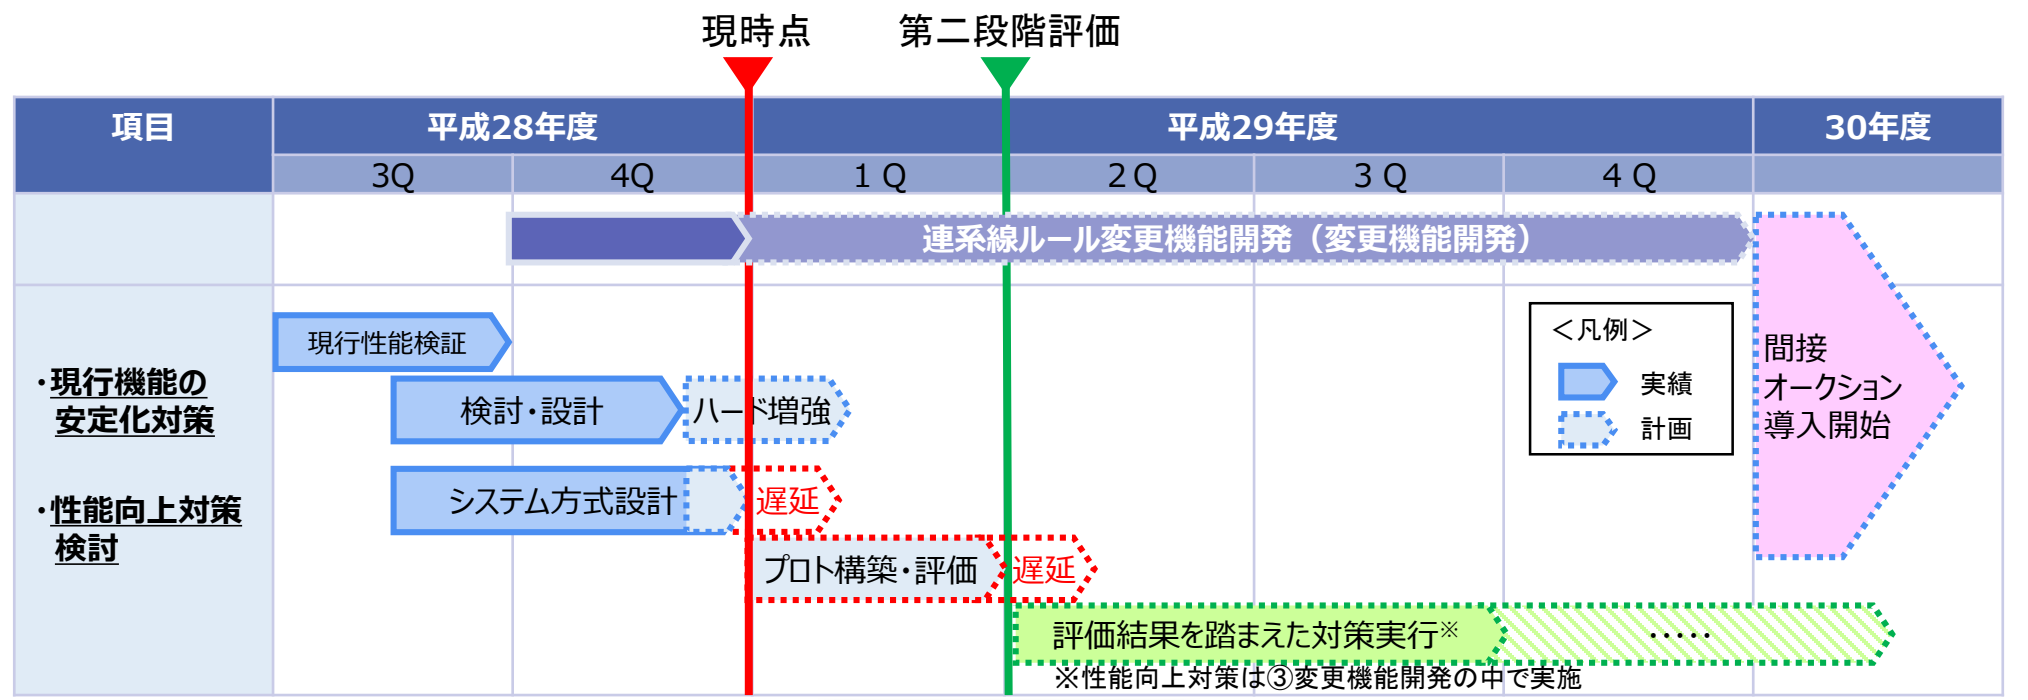 現時点
第二段階評価
項目
平成28年度
平成29年度
30年度
3Q
4Q
１Q
２Q
３Q
４Q
連系線ルール変更機能開発（変更機能開発）
現行性能検証
・現行機能の
安定化対策
検討・設計
ハード増強
＜凡例＞
実績
計画
間接
オークション
導入開始
・性能向上対策
検討
システム方式設計
遅延
プロト構築・評価
遅延
評価結果を踏まえた対策実行※
・・・・・
※性能向上対策は③変更機能開発の中で実施